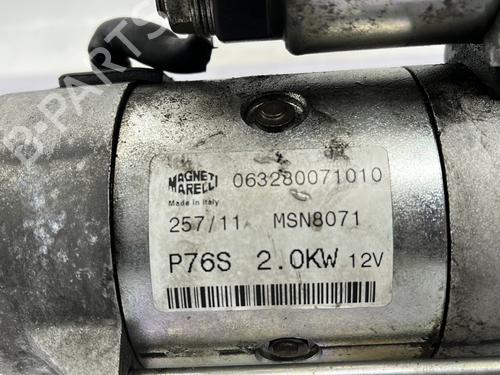 MAGNETI MARELLI 063280071010
Made in Italy
257/11 MSN8071
P76S 2.0KW 12V
B-PARTS